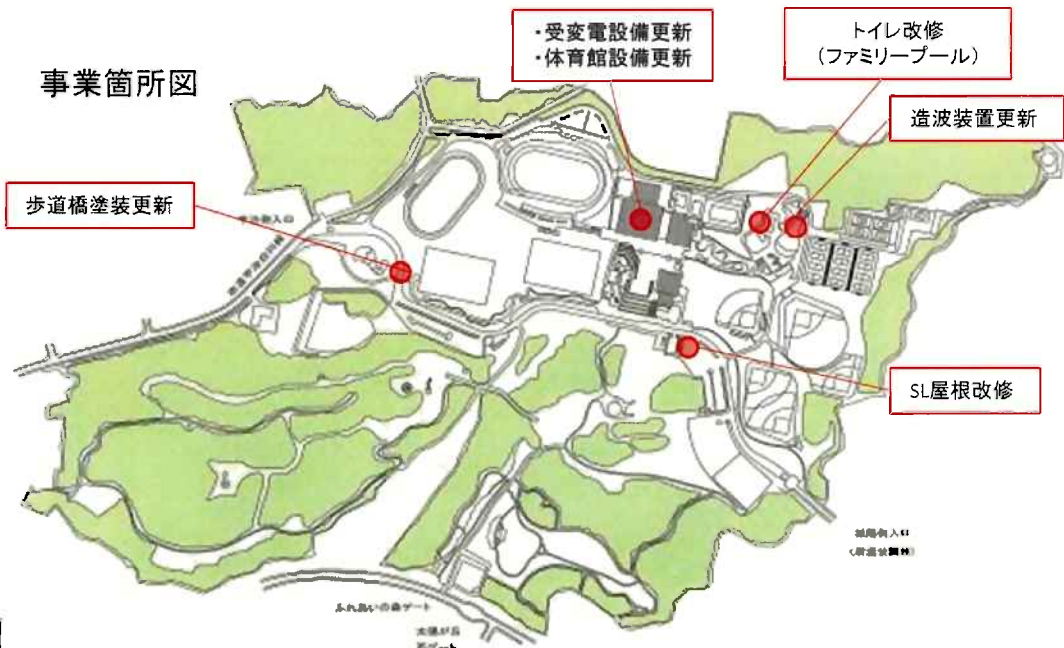 事業箇所図
・受変電設備更新
・体育館設備更新
トイレ改修
(ファミリープール)
造波装置更新
歩道橋塗装更新
SL屋根改修
ふれあいの森ゲート